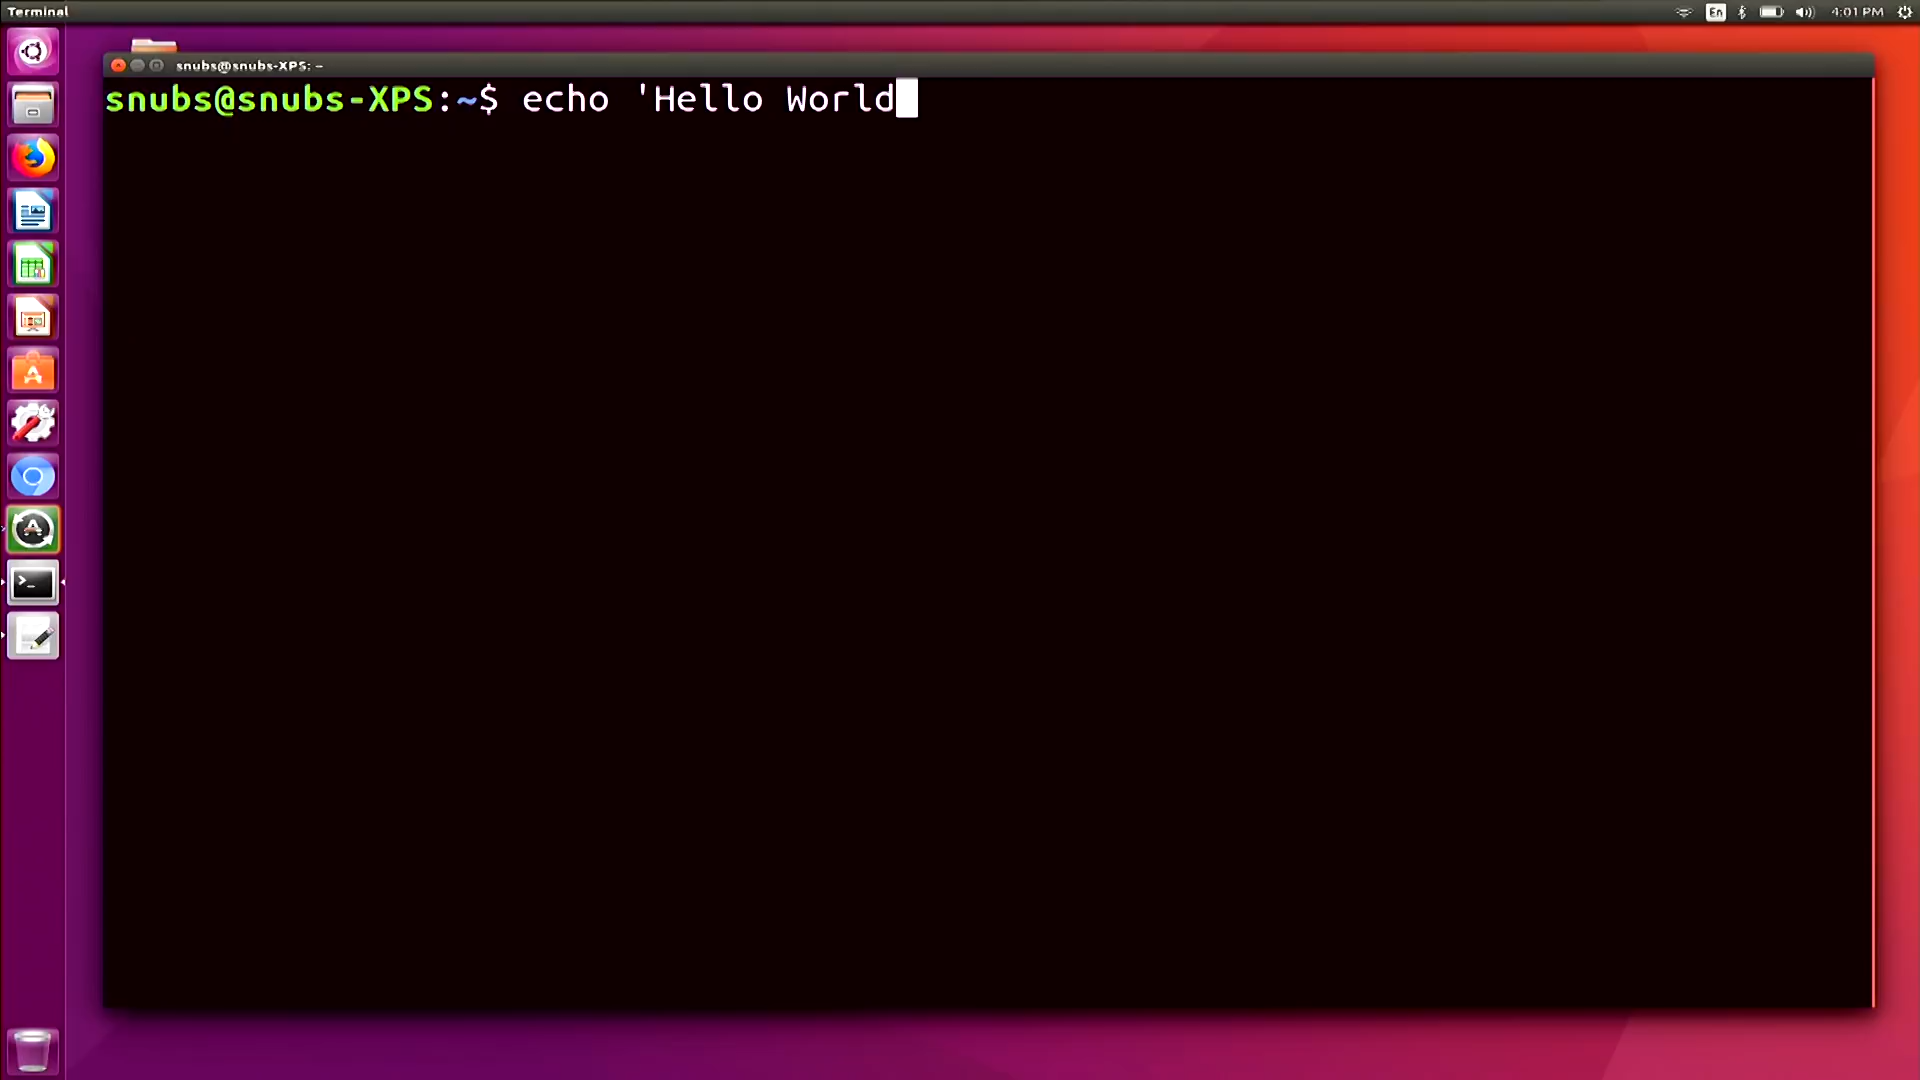 Terminal
En
4:01 PM
snubs@snubs-XPS: ~
snubs@snubs-XPS:~$ echo 'Hello World